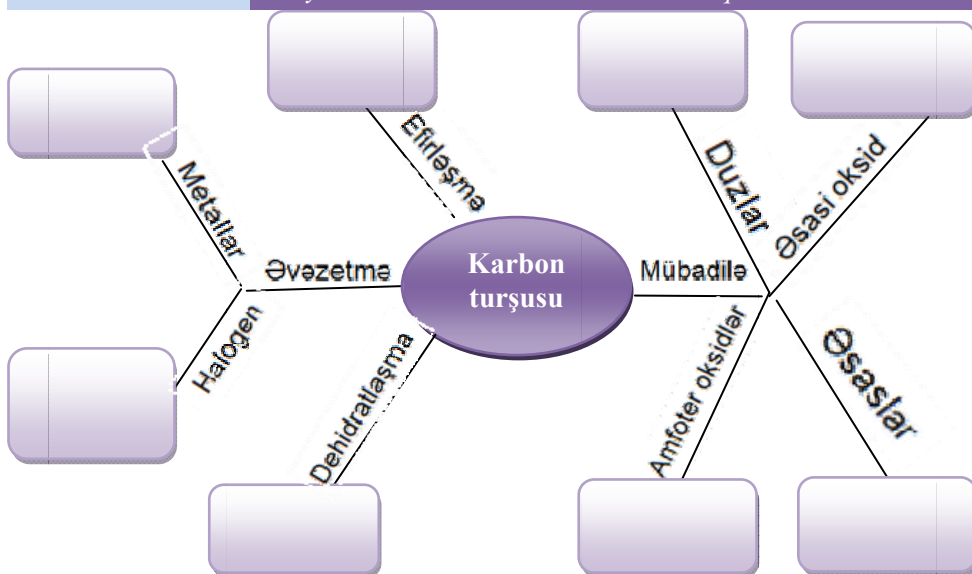 Efirləşmə
Duzlar
Əsasi oksid
Metallar
Əvəzetmə
Karbon
turşusu
Mübadilə
Halogen
Dehidratlaşma
Amfoter oksidlər
Əsaslar